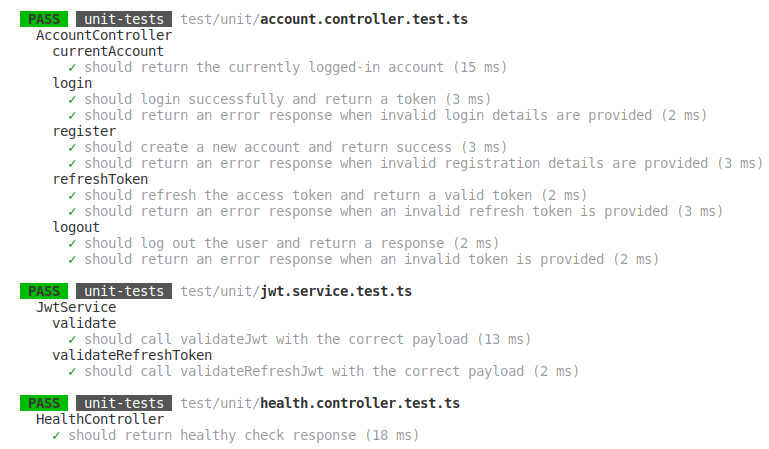 PASS unit-tests test/unit/account.controller.test.ts
AccountController
currentAccount
✓ should return the currently logged-in account (15 ms)
login
✓ should login successfully and return a token (3 ms)
✓ should return an error response when invalid login details are provided (2 ms)
register
✓ should create a new account and return success (3 ms)
✓ should return an error response when invalid registration details are provided (3 ms)
refreshToken
✓ should refresh the access token and return a valid token (2 ms)
✓ should return an error response when an invalid refresh token is provided (3 ms)
logout
✓ should log out the user and return a response (2 ms)
✓ should return an error response when an invalid token is provided (2 ms)
PASS unit-tests test/unit/jwt.service.test.ts
JwtService
validate
✓ should call validateJwt with the correct payload (13 ms)
validateRefreshToken
✓ should call validateRefreshJwt with the correct payload (2 ms)
PASS unit-tests test/unit/health.controller.test.ts
HealthController
✓ should return healthy check response (18 ms)